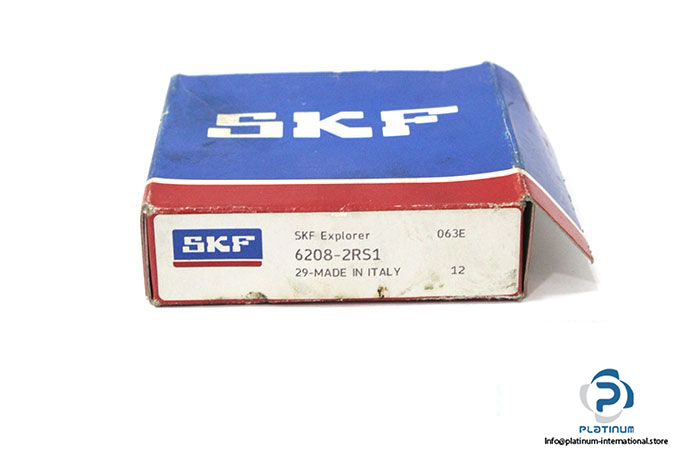 SKF
SKF
SKF Explorer 063E
6208-2RS1
29-MADE IN ITALY 12
P
PLATINUM
Info@platinum-international.store